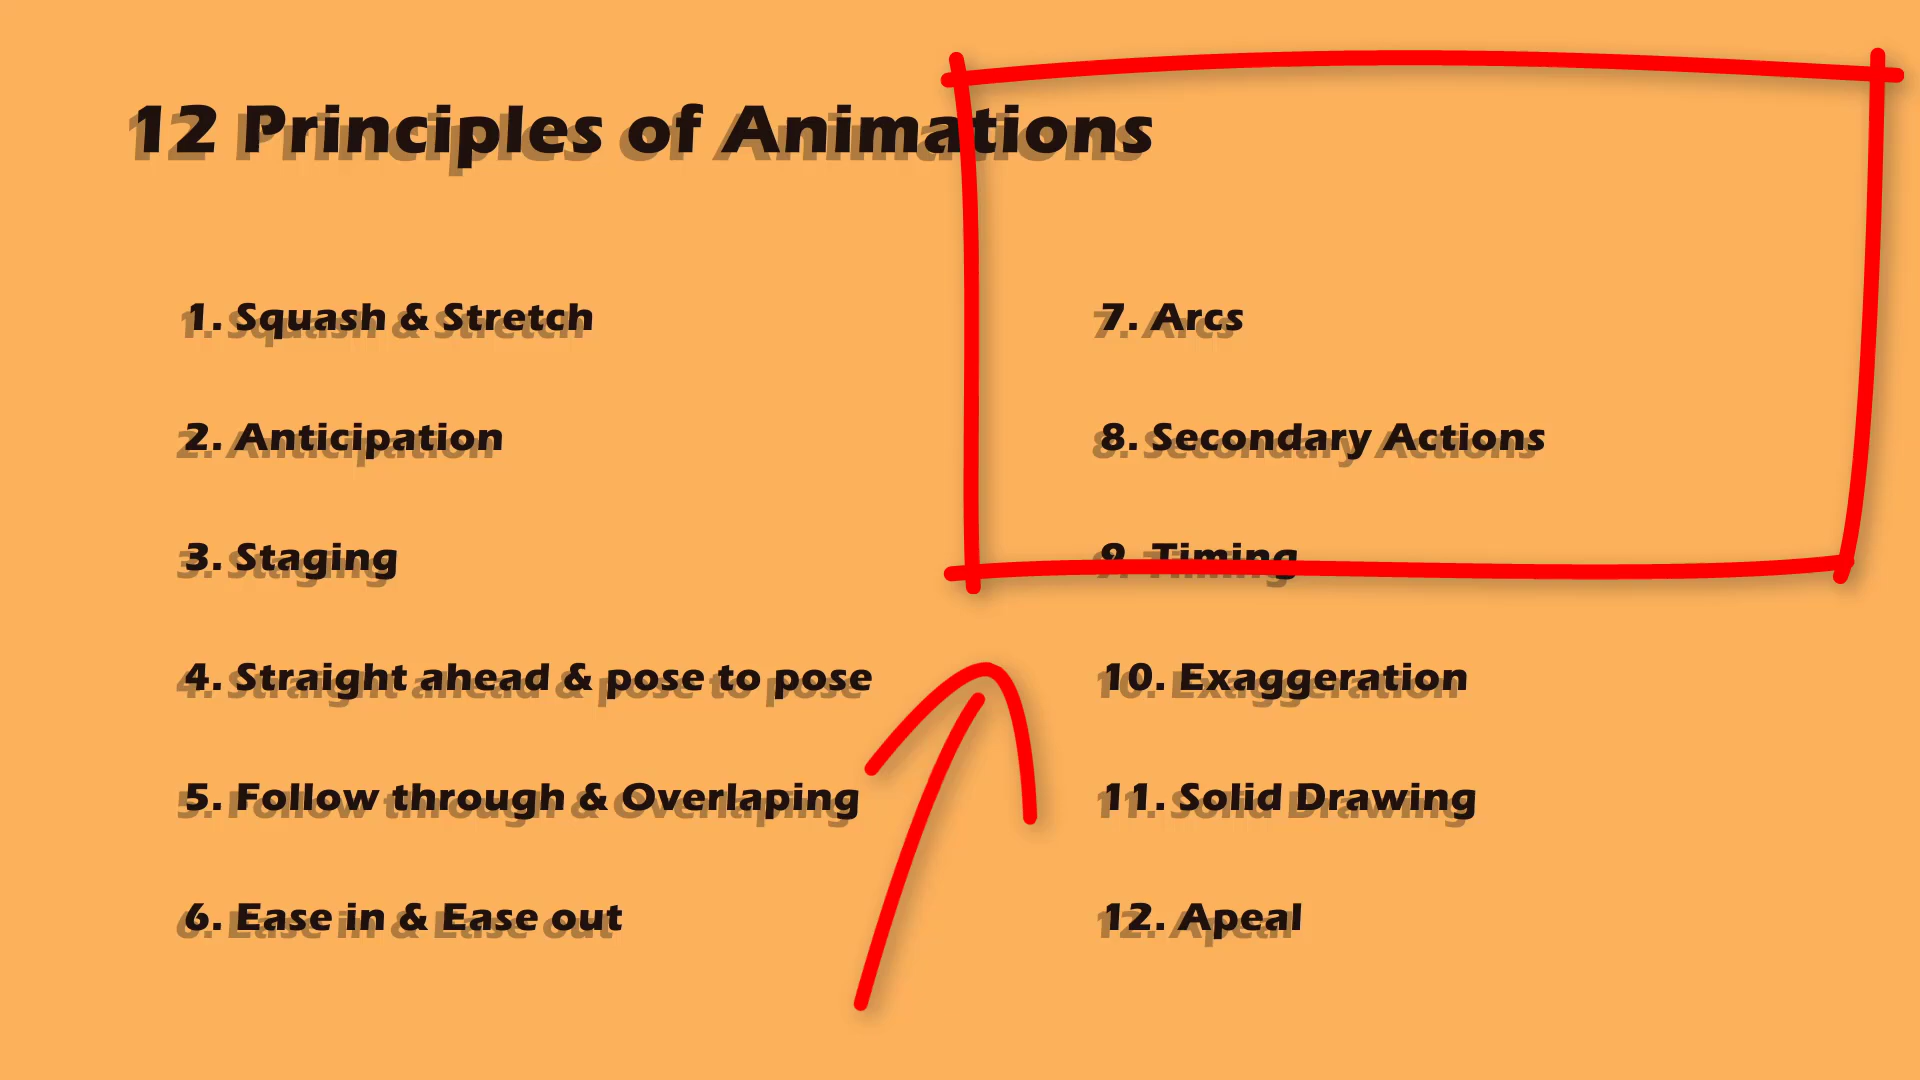 12 Principles of Animations
1. Squash & Stretch
2. Anticipation
3. Staging
4. Straight ahead & pose to pose
5. Follow through & Overlaping
6. Ease in & Ease out
7. Arcs
8. Secondary Actions
9. Timing
10. Exaggeration
11. Solid Drawing
12. Apeal